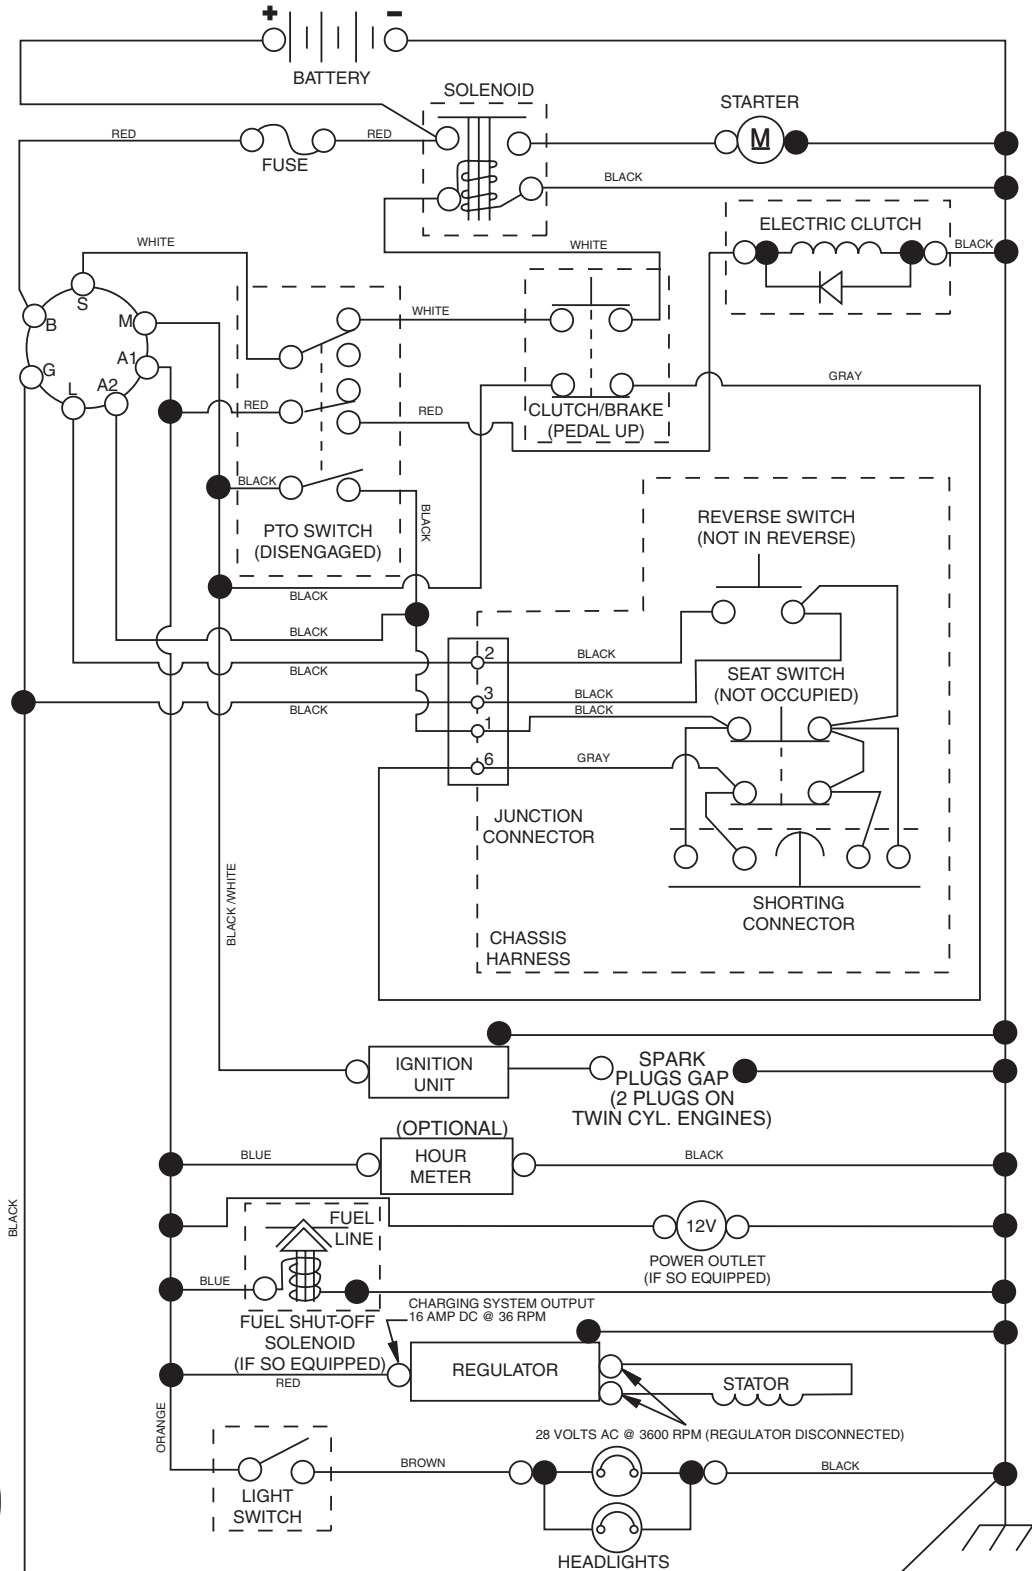 + −
BATTERY
SOLENOID
STARTER
M
RED
FUSE
RED
BLACK
WHITE
WHITE
ELECTRIC CLUTCH
BLACK
S
B
M
A1
G
L
A2
WHITE
RED
RED
GRAY
CLUTCH/BRAKE
(PEDAL UP)
BLACK
PTO SWITCH
(DISENGAGED)
BLACK
REVERSE SWITCH
(NOT IN REVERSE)
BLACK
BLACK
BLACK
2
BLACK
SEAT SWITCH
(NOT OCCUPIED)
BLACK
3
BLACK
BLACK
1
6
GRAY
JUNCTION
CONNECTOR
BLACK /WHITE
SHORTING
CONNECTOR
CHASSIS
HARNESS
IGNITION
UNIT
SPARK
PLUGS GAP
(2 PLUGS ON
TWIN CYL. ENGINES)
(OPTIONAL)
HOUR
METER
BLUE
BLACK
BLACK
FUEL
LINE
12V
POWER OUTLET
(IF SO EQUIPPED)
BLUE
FUEL SHUT-OFF
SOLENOID
(IF SO EQUIPPED)
CHARGING SYSTEM OUTPUT
16 AMP DC @ 36 RPM
RED
REGULATOR
STATOR
28 VOLTS AC @ 3600 RPM (REGULATOR DISCONNECTED)
ORANGE
BROWN
BLACK
LIGHT
SWITCH
HEADLIGHTS